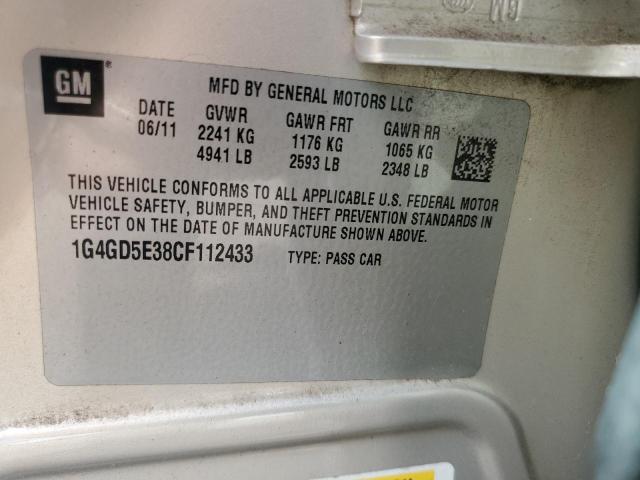 GM
GM ®
MFD BY GENERAL MOTORS LLC
DATE GVWR GAWR FRT GAWR RR
06/11 2241 KG 1176 KG 1065 KG
4941 LB 2593 LB 2348 LB
THIS VEHICLE CONFORMS TO ALL APPLICABLE U.S. FEDERAL MOTOR
VEHICLE SAFETY, BUMPER, AND THEFT PREVENTION STANDARDS IN
EFFECT ON THE DATE OF MANUFACTURE SHOWN ABOVE.
1G4GD5E38CF112433 TYPE: PASS CAR